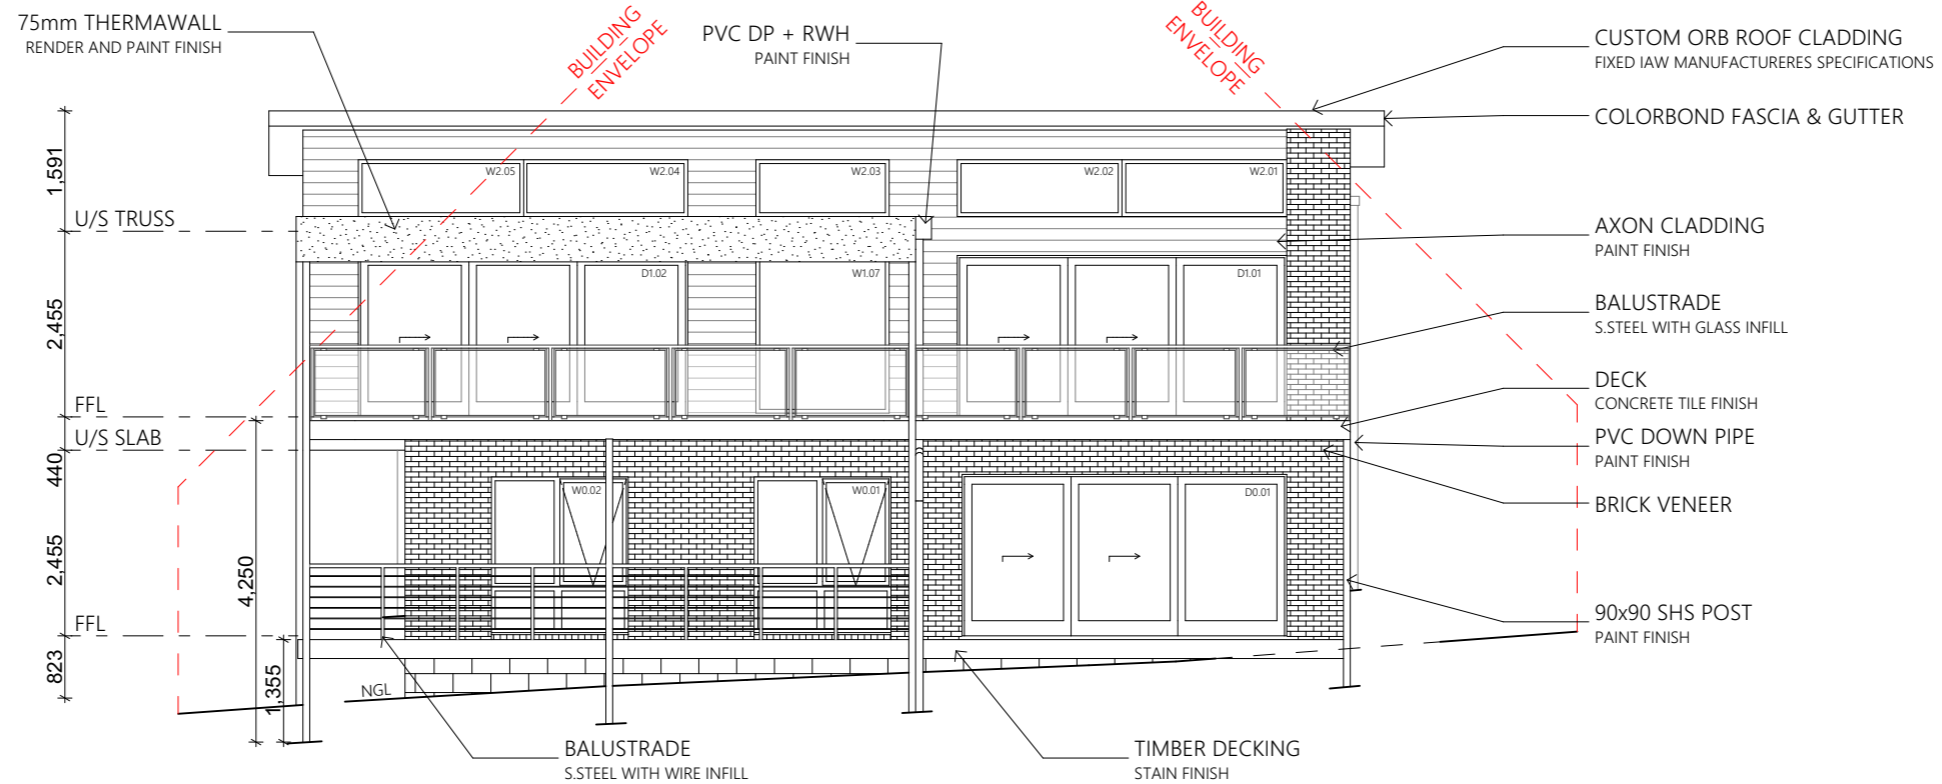 75mm THERMAWALL
RENDER AND PAINT FINISH
BUILDING
ENVELOPE
PVC DP + RWH
PAINT FINISH
BUILDING
ENVELOPE
CUSTOM ORB ROOF CLADDING
FIXED IAW MANUFACTURERES SPECIFICATIONS
COLORBOND FASCIA & GUTTER
1,591
W2.05
W2.04
W2.03
W2.02
W2.01
U/S TRUSS
AXON CLADDING
PAINT FINISH
2,455
D1.02
W1.07
D1.01
BALUSTRADE
S.STEEL WITH GLASS INFILL
DECK
CONCRETE TILE FINISH
FFL
U/S SLAB
PVC DOWN PIPE
PAINT FINISH
440
W0.02
W0.01
D0.01
BRICK VENEER
2,455
4,250
FFL
90x90 SHS POST
PAINT FINISH
823
1,355
NGL
BALUSTRADE
S.STEEL WITH WIRE INFILL
TIMBER DECKING
STAIN FINISH